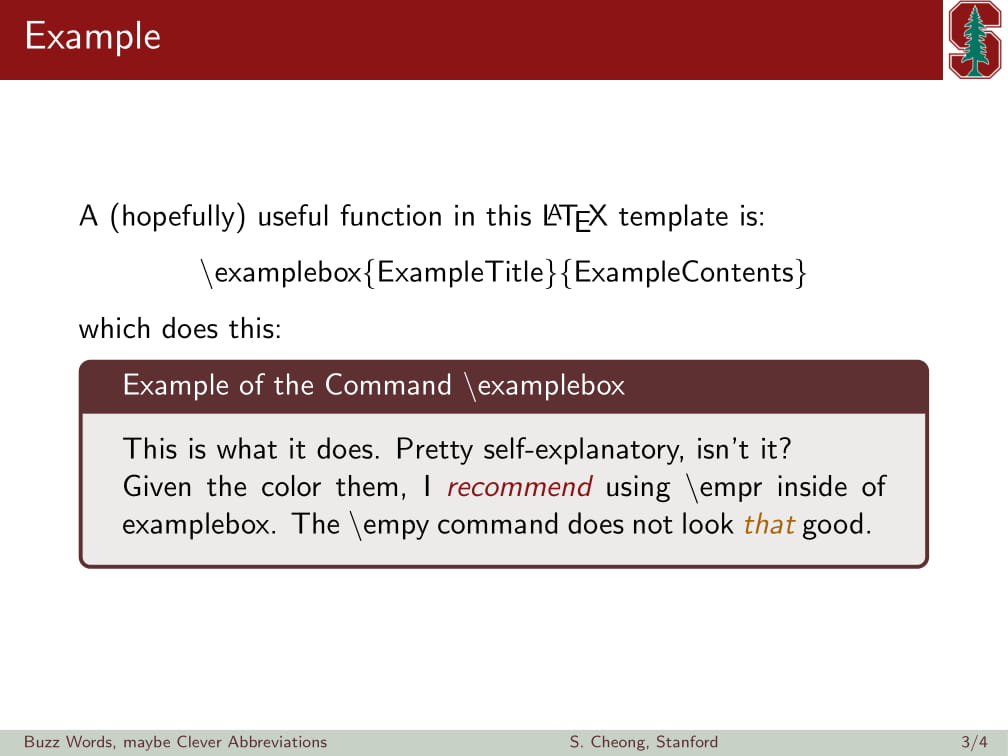 Example
A (hopefully) useful function in this LATEX template is:
\examplebox{ExampleTitle}{ExampleContents}
which does this:
Example of the Command \examplebox
This is what it does. Pretty self-explanatory, isn't it?
Given the color them, I recommend using \empr inside of
examplebox. The \empy command does not look that good.
Buzz Words, maybe Clever Abbreviations S. Cheong, Stanford 3/4